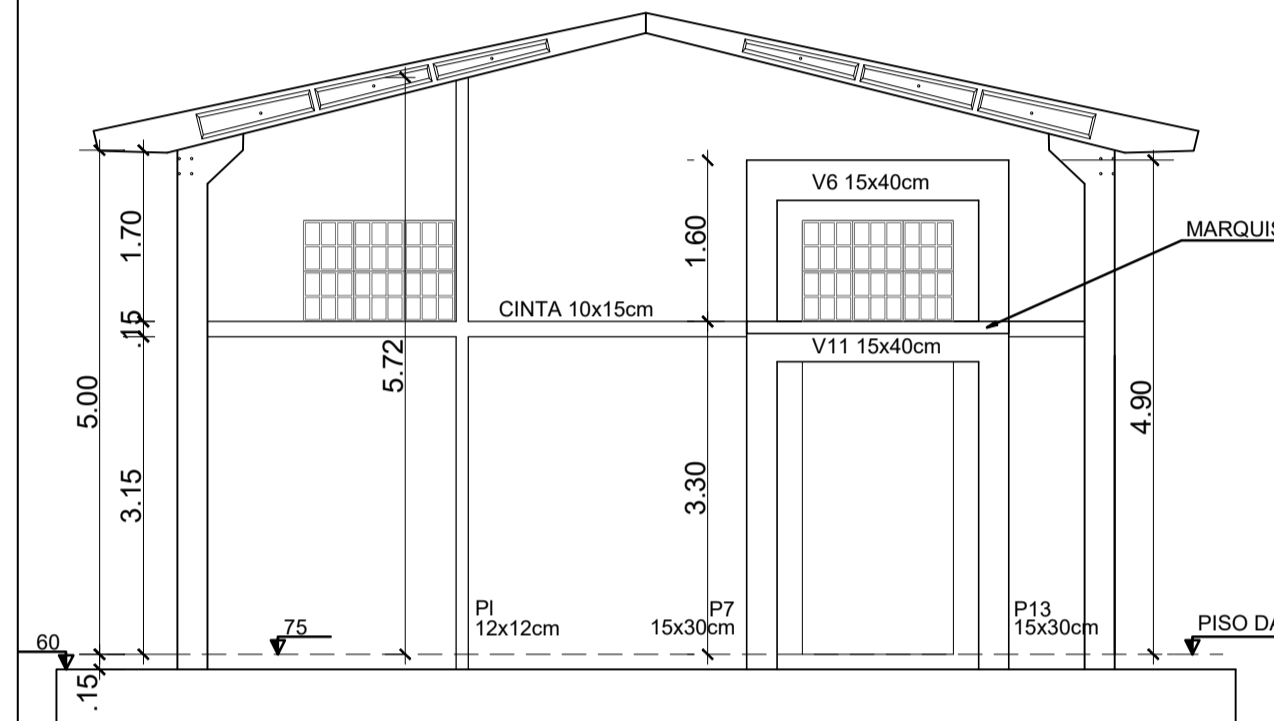 V6 15x40cm
1.70
1.60
MARQUIS
CINTA 10x15cm
.15
V11 15x40cm
5.72
5.00
4.90
3.15
3.30
PI
12x12cm
P7
15x30cm
P13
15x30cm
75
PISO DA
60
.15